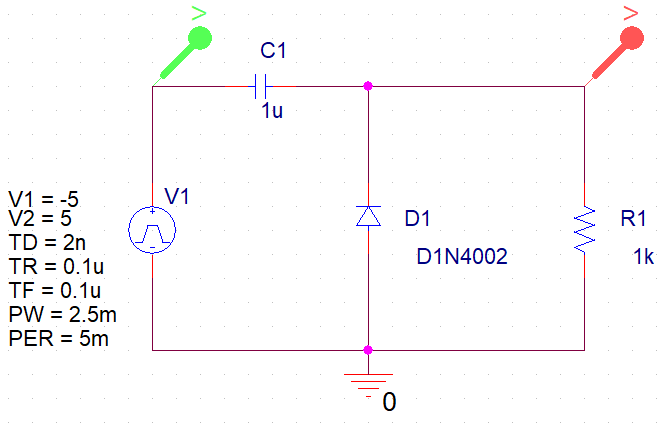 V
V
C1
1u
V1
V1 = -5
V2 = 5
TD = 2n
TR = 0.1u
TF = 0.1u
PW = 2.5m
PER = 5m
+
-
D1
D1N4002
R1
1k
0